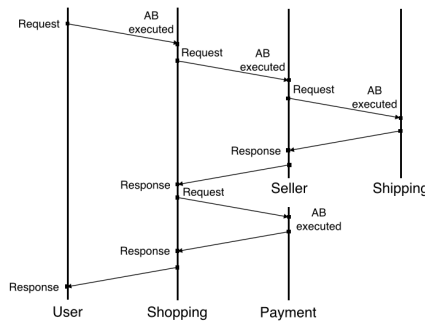 AB
executed
Request
AB
executed
Request
AB
executed
Request
Response
Response
Seller
Shipping
Request
AB
executed
Response
Response
User
Shopping
Payment